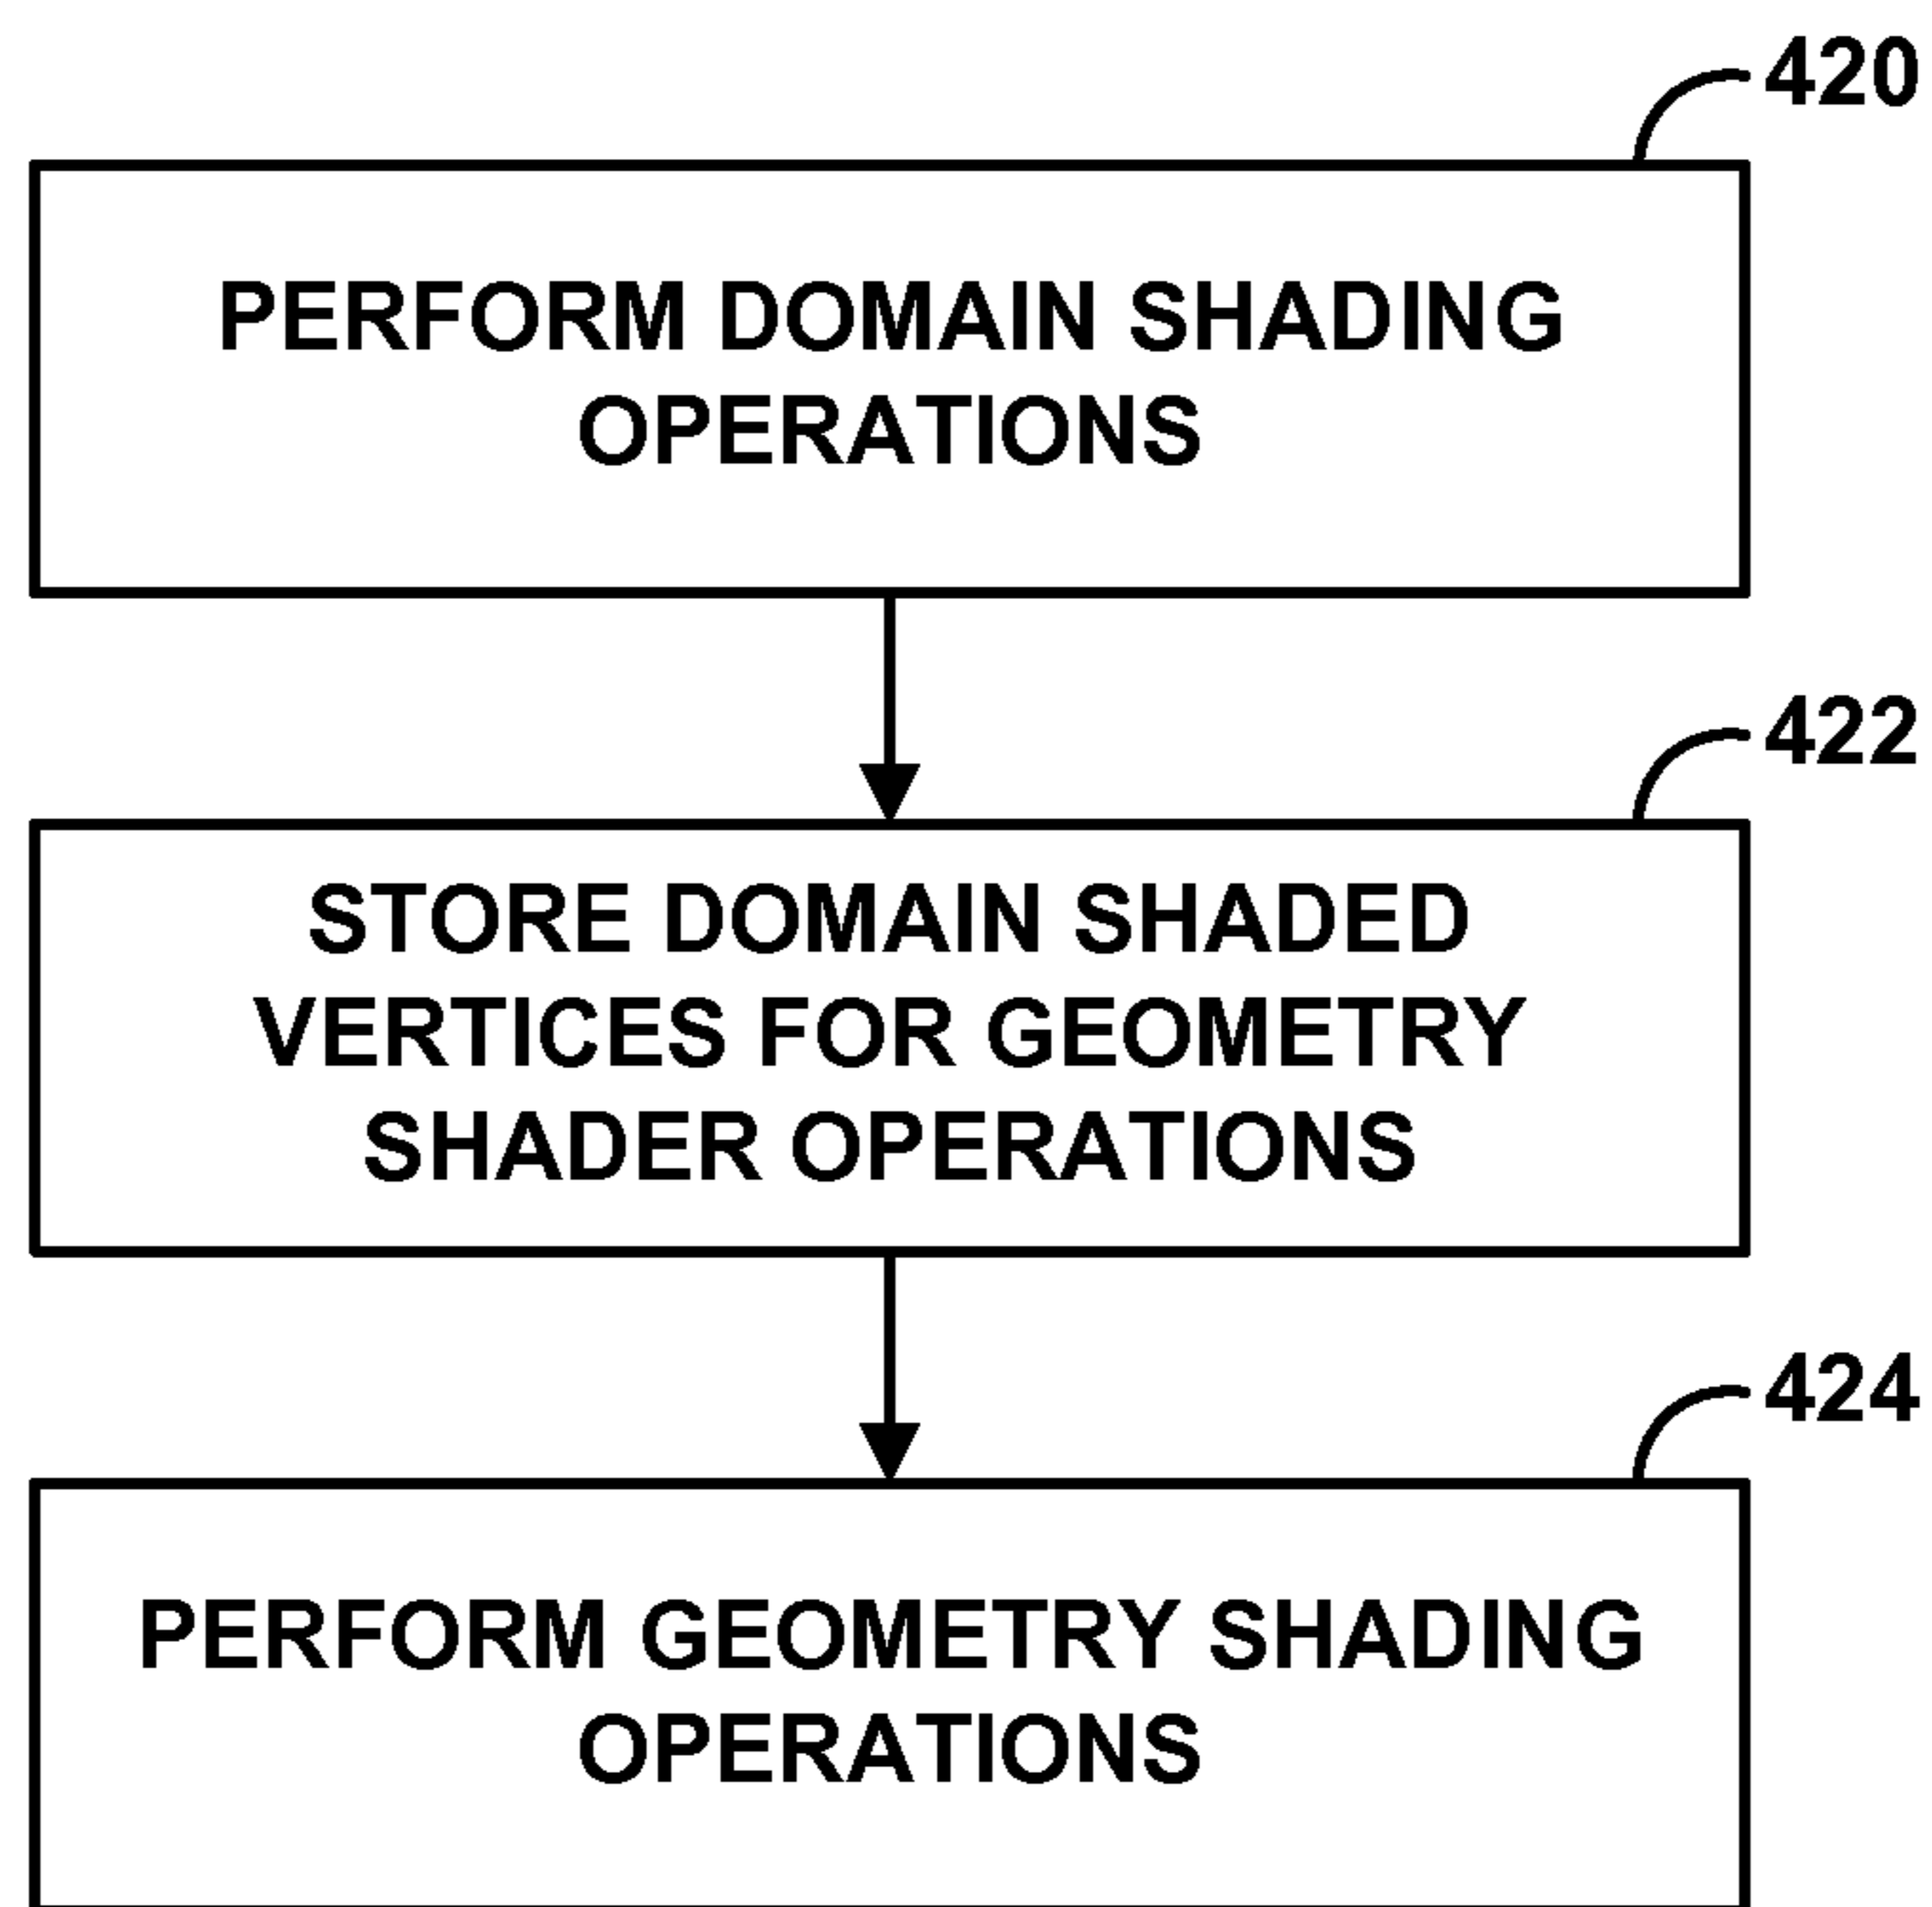 420
PERFORM DOMAIN SHADING
OPERATIONS
422
STORE DOMAIN SHADED
VERTICES FOR GEOMETRY
SHADER OPERATIONS
424
PERFORM GEOMETRY SHADING
OPERATIONS